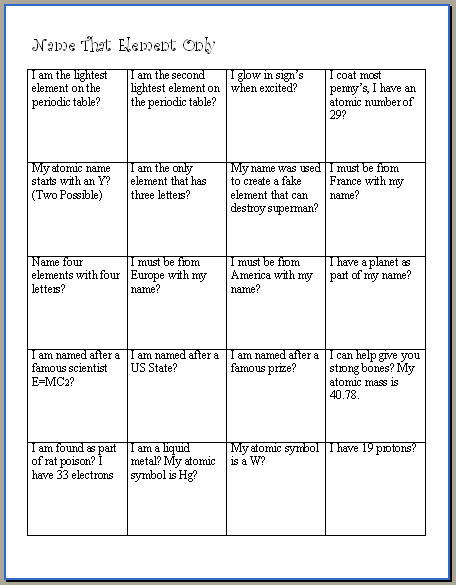 Name That Element Only
I am the lightest
element on the
periodic table?
I am the second
lightest element on
the periodic table?
I glow in sign's
when excited?
I coat most
penny's, I have an
atomic number of
29?
My atomic name
starts with an Y?
(Two Possible)
I am the only
element that has
three letters?
My name was used
to create a fake
element that can
destroy superman?
I must be from
France with my
name?
Name four
elements with four
letters?
I must be from
Europe with my
name?
I must be from
America with my
name?
I have a planet as
part of my name?
I am named after a
famous scientist
E=MC2?
I am named after a
US State?
I am named after a
famous prize?
I can help give you
strong bones? My
atomic mass is
40.78.
I am found as part
of rat poison? I
have 33 electrons
I am a liquid
metal? My atomic
symbol is Hg?
My atomic symbol
is a W?
I have 19 protons?